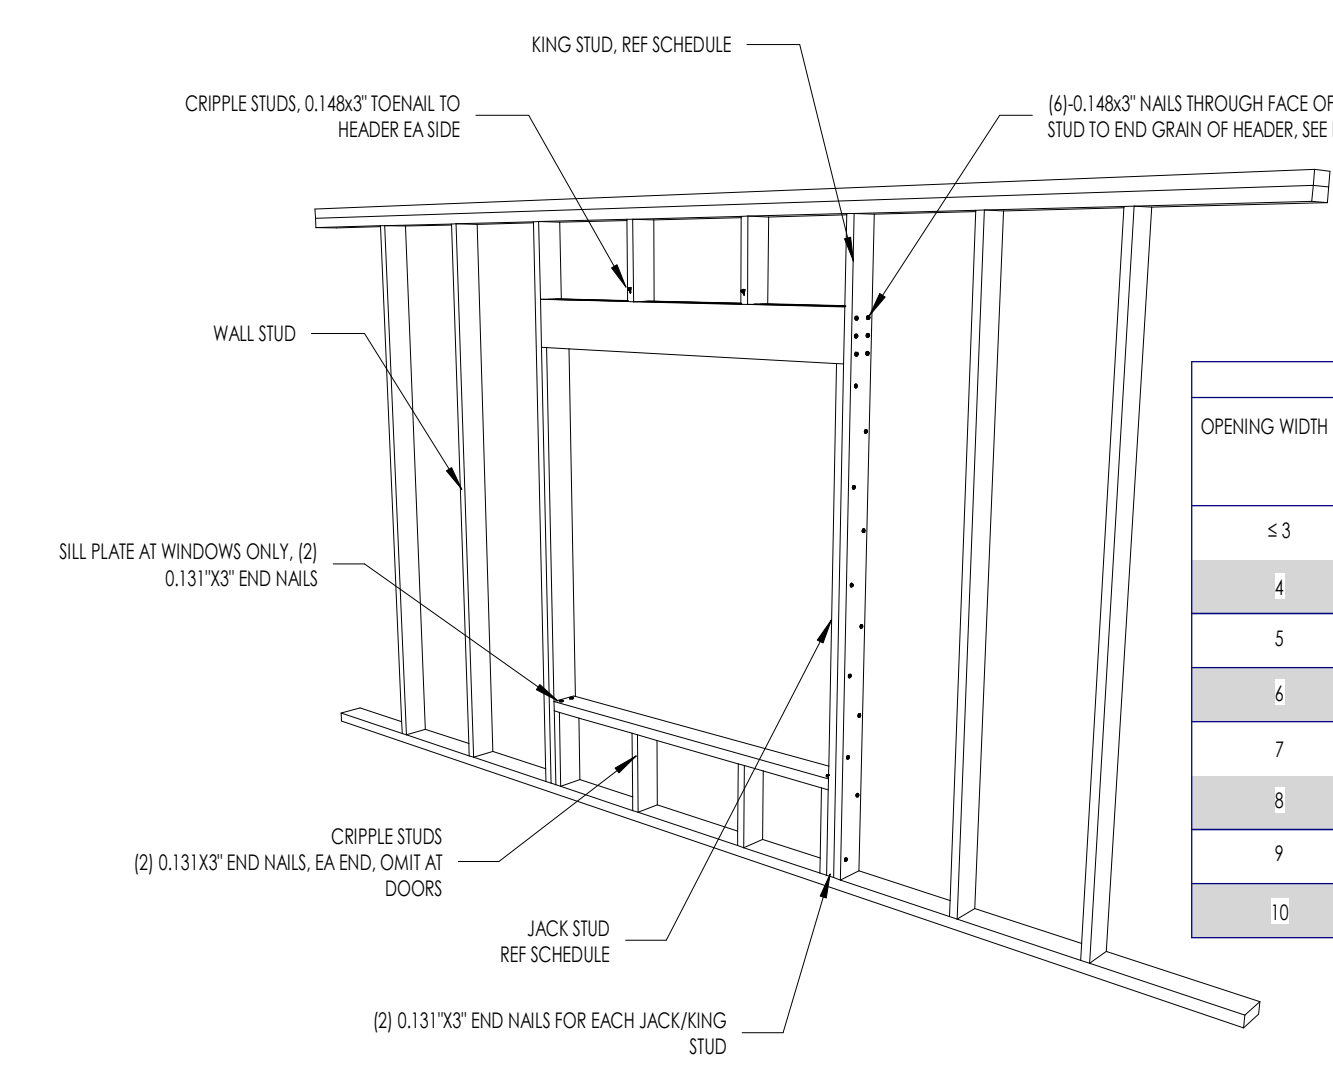 KING STUD, REF SCHEDULE
CRIPPLE STUDS, 0.148x3" TOENAIL TO
HEADER EA SIDE
(6)-0.148x3" NAILS THROUGH FACE OF
STUD TO END GRAIN OF HEADER, SEE
WALL STUD
OPENING WIDTH
≤ 3
4
5
6
7
8
9
10
SILL PLATE AT WINDOWS ONLY, (2)
0.131"X3" END NAILS
CRIPPLE STUDS
(2) 0.131X3" END NAILS, EA END, OMIT AT
DOORS
JACK STUD
REF SCHEDULE
(2) 0.131"X3" END NAILS FOR EACH JACK/KING
STUD